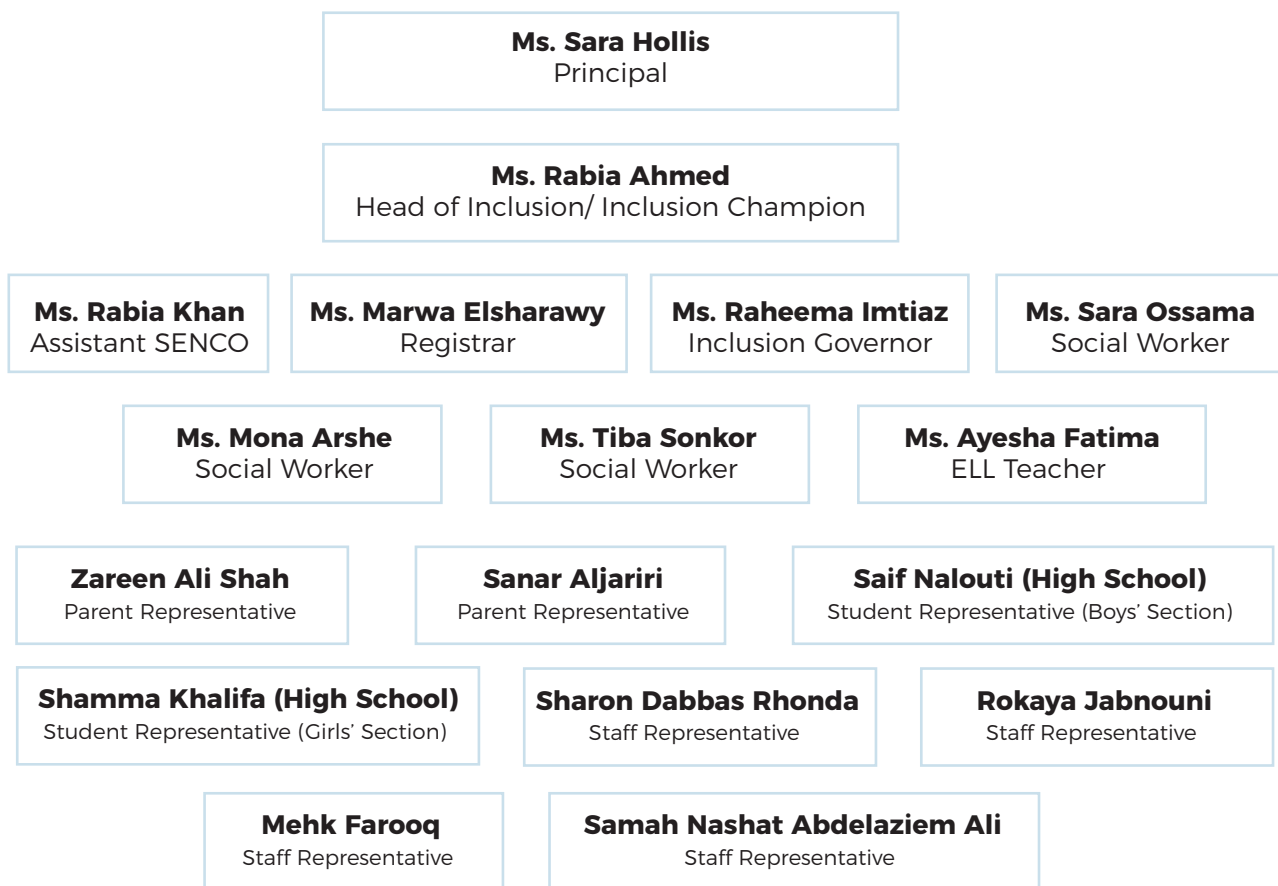 Ms. Sara Hollis
Principal
Ms. Rabia Ahmed
Head of Inclusion/ Inclusion Champion
Ms. Rabia Khan
Assistant SENCO
Ms. Marwa Elsharawy
Registrar
Ms. Raheema Imtiaz
Inclusion Governor
Ms. Sara Ossama
Social Worker
Ms. Mona Arshe
Social Worker
Ms. Tiba Sonkor
Social Worker
Ms. Ayesha Fatima
ELL Teacher
Zareen Ali Shah
Parent Representative
Sanar Aljariri
Parent Representative
Saif Nalouti (High School)
Student Representative (Boys’ Section)
Shamma Khalifa (High School)
Student Representative (Girls’ Section)
Sharon Dabbas Rhonda
Staff Representative
Rokaya Jabnouni
Staff Representative
Mehk Farooq
Staff Representative
Samah Nashat Abdelaziem Ali
Staff Representative